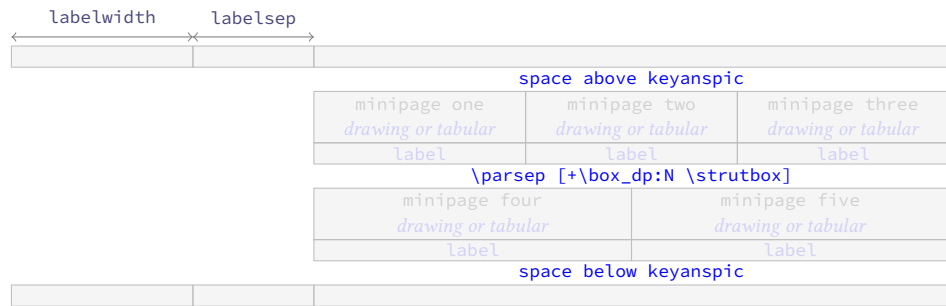 labelwidth labelsep
space above keyanspic
minipage one minipage two minipage three
drawing or tabular drawing or tabular drawing or tabular
label label label
\parsep [+\box_dp:N \strutbox]
minipage four minipage five
drawing or tabular drawing or tabular
label label
space below keyanspic